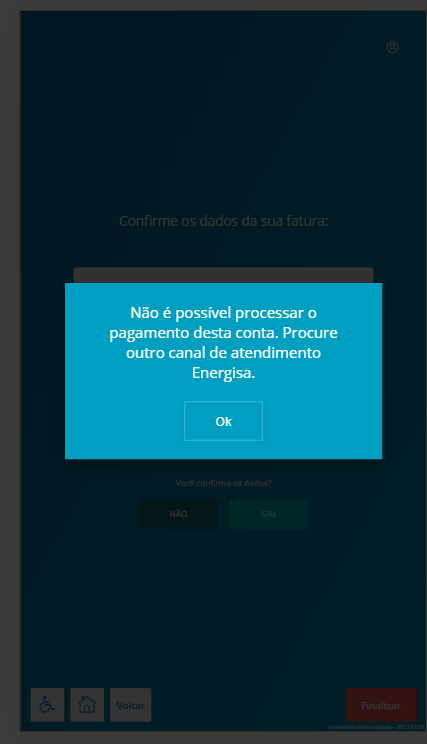 Confirme os dados da sua fatura:
Não é possível processar o
pagamento desta conta. Procure
outro canal de atendimento
Energisa.
Ok
Você confirma os dados?
NÃO
SIM
Voltar
Finalizar